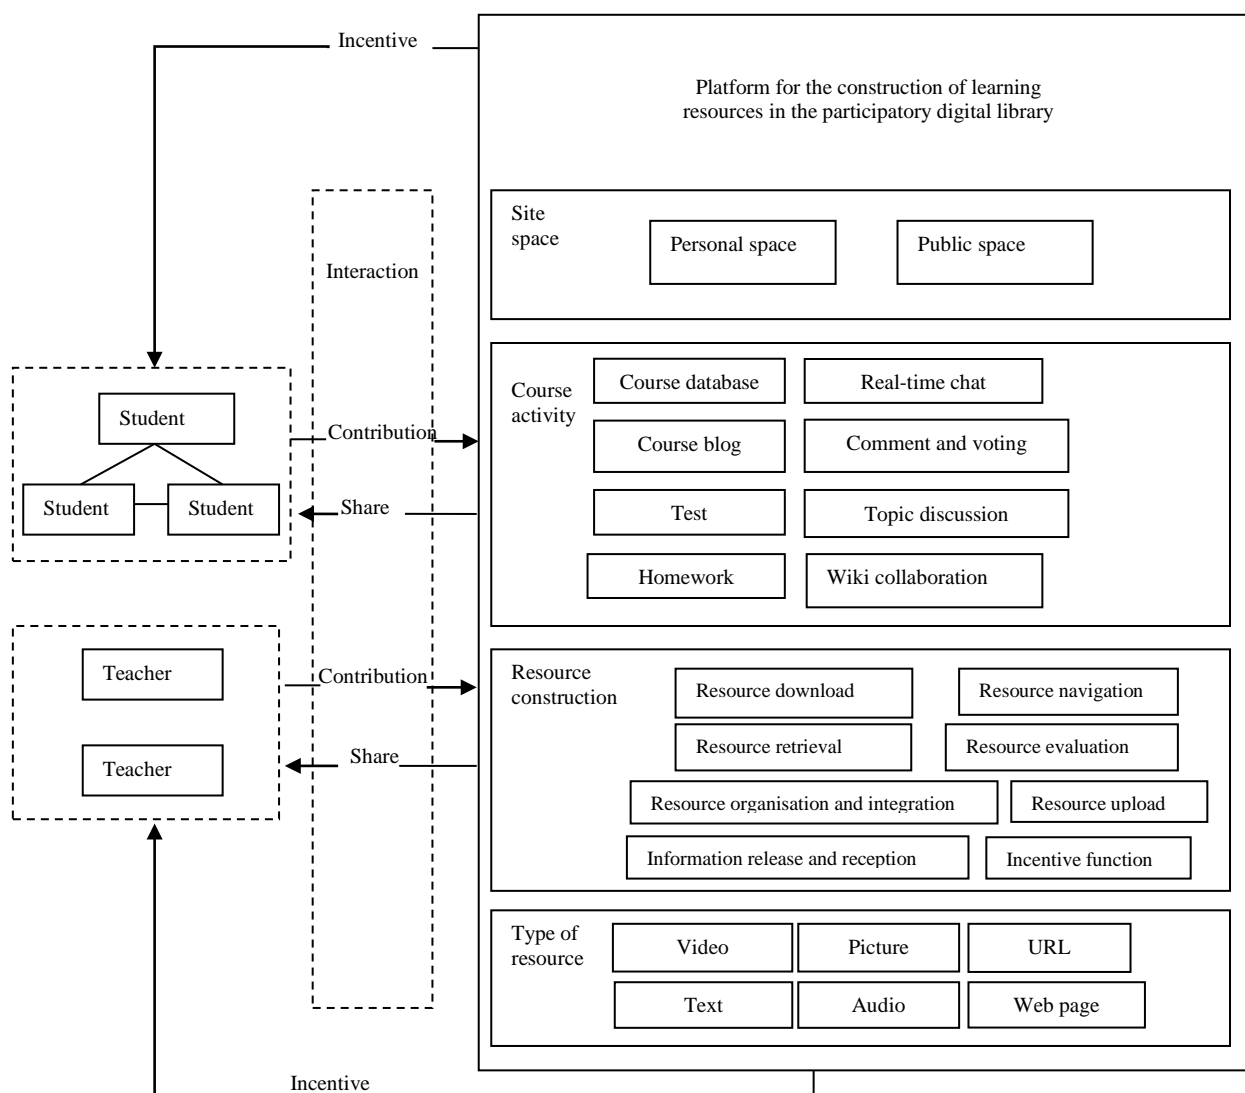 Incentive
Platform for the construction of learning
resources in the participatory digital library
Site
space
Personal space
Public space
Interaction
Course
activity
Course database
Real-time chat
Student
Contribution
Course blog
Comment and voting
Student
Student
Share
Test
Topic discussion
Homework
Wiki collaboration
Teacher
Contribution
Resource
construction
Resource download
Resource navigation
Teacher
Share
Resource retrieval
Resource evaluation
Resource organisation and integration
Resource upload
Information release and reception
Incentive function
Type of
resource
Video
Picture
URL
Text
Audio
Web page
Incentive